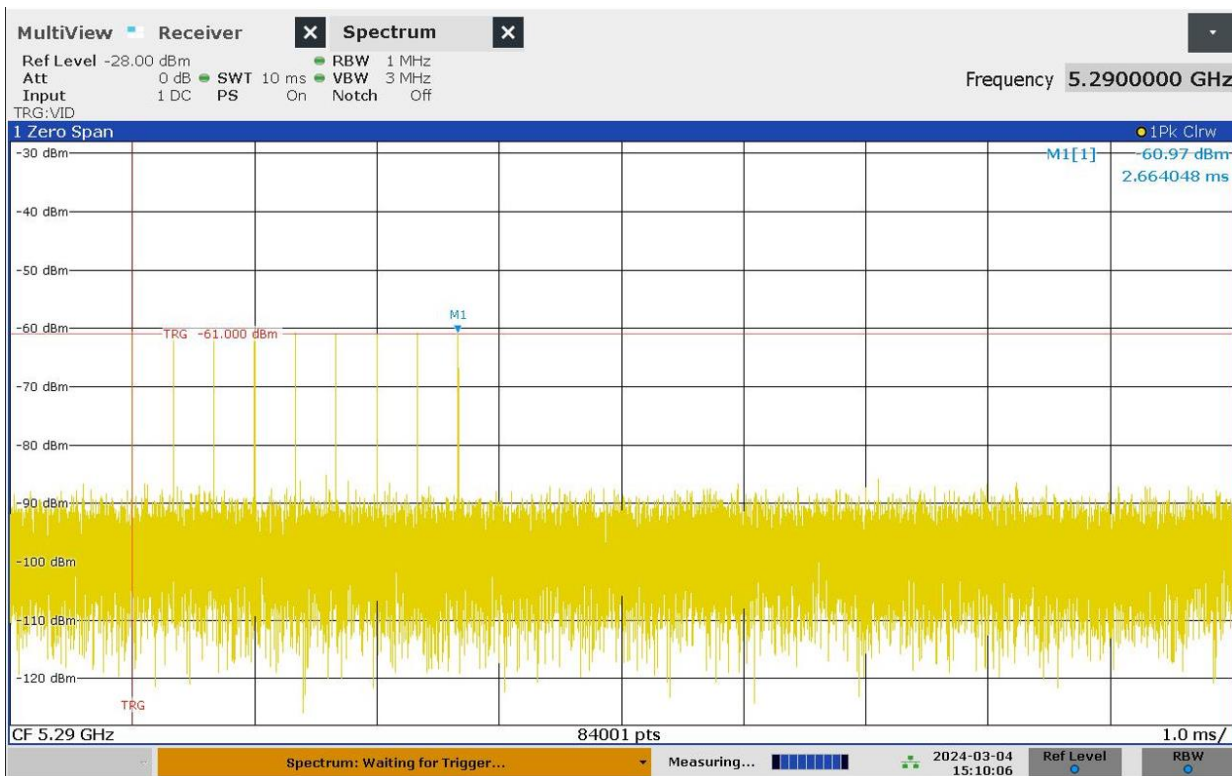 MultiView Receiver X Spectrum X
Ref Level -28.00 dBm RBW 1 MHz
Att 0 dB SWT 10 ms VBW 3 MHz
Input 1 DC PS On Notch Off
Frequency 5.2900000 GHz
TRG:VID
1 Zero Span 1Pk Clrw
-30 dBm
M1[1] -60.97 dBm
2.664048 ms
-40 dBm
-50 dBm
M1
-60 dBm
TRG -61.000 dBm
-70 dBm
-80 dBm
-90 dBm
-100 dBm
-110 dBm
-120 dBm
TRG
CF 5.29 GHz 84001 pts 1.0 ms/
Spectrum: Waiting for Trigger... Measuring... 2024-03-04 Ref Level RBW
15:10:06